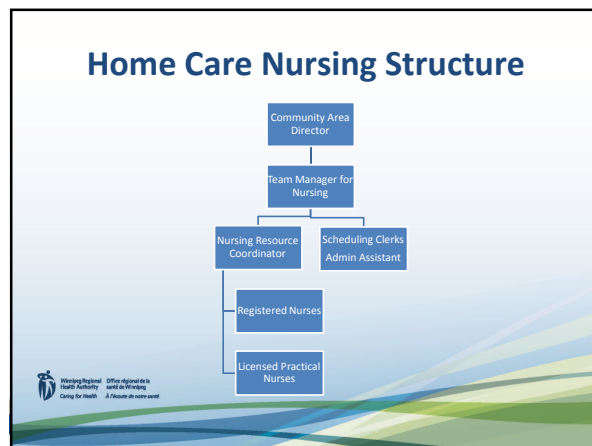 Home Care Nursing Structure
Community Area
Director
Team Manager for
Nursing
Nursing Resource
Coordinator
Scheduling Clerks
Admin Assistant
Registered Nurses
Licensed Practical
Nurses
Winnipeg Regional
Health Authority
Caring for Health
Office régional de la
santé de Winnipeg
À l'écoute de notre santé